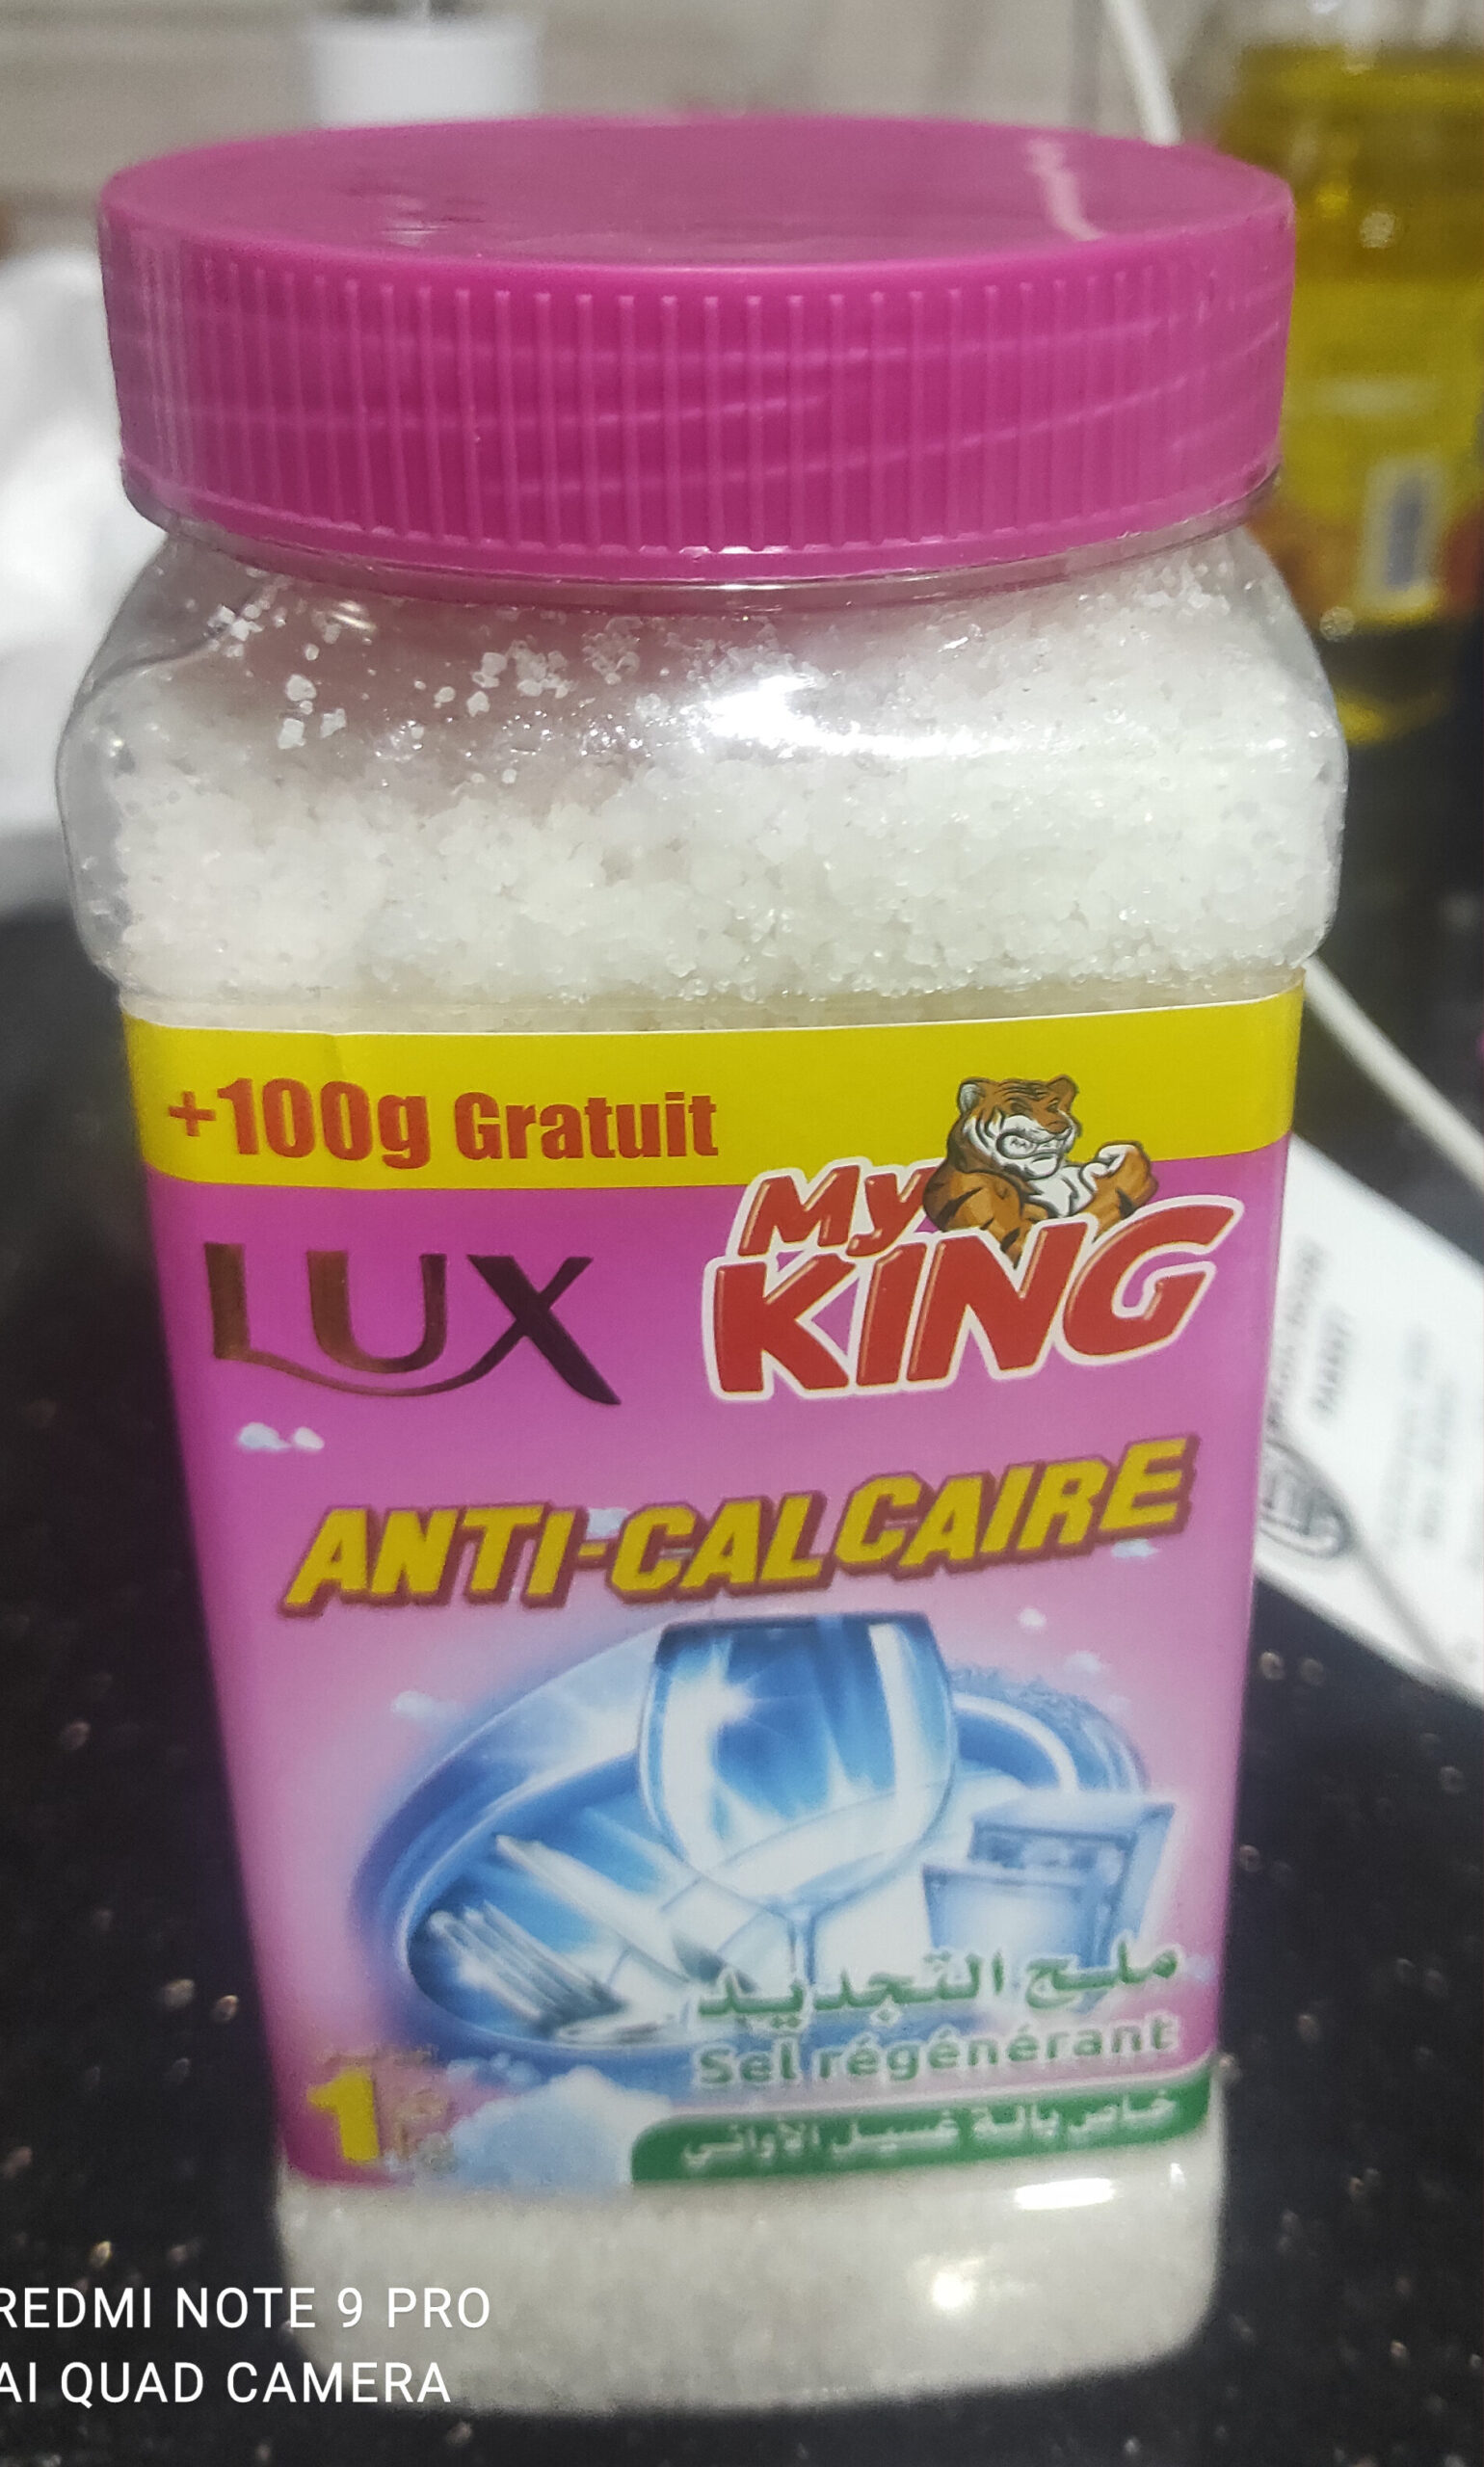 +100g Gratuit
LUX
My
KING
ANTI-CALCAIRE
ملح التجديد
Sel régénérant
خاص بالة غسيل الأواني
1
REDMI NOTE 9 PRO
AI QUAD CAMERA